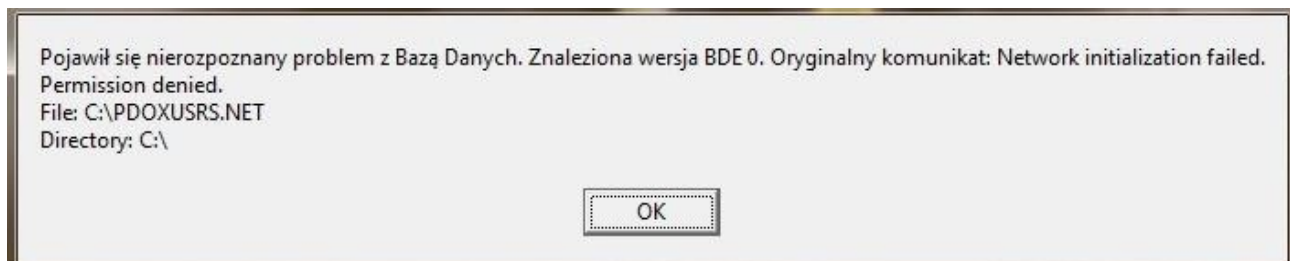 Pojawił się nierozpoznany problem z Bazą Danych. Znaleziona wersja BDE 0. Oryginalny komunikat: Network initialization failed.
Permission denied.
File: C:\PDOXUSRS.NET
Directory: C:\
OK